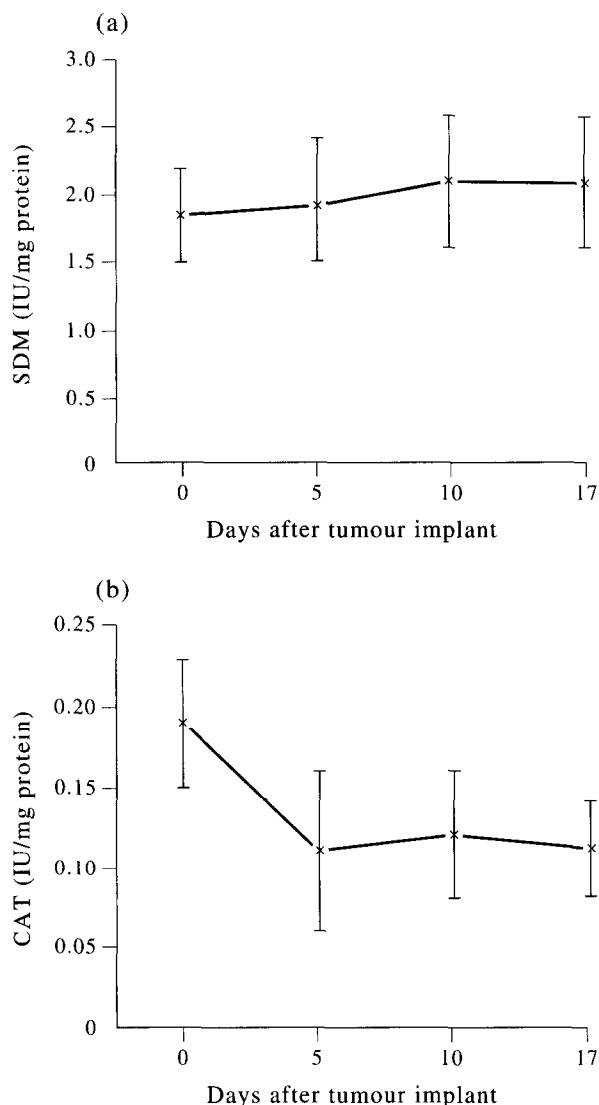 (a)
3.0
2.5
2.0
1.5
1.0
0.5
0
SDM (IU/mg protein)
0 5 10 17
Days after tumour implant
(b)
0.25
0.20
0.15
0.10
0.05
0
CAT (IU/mg protein)
0 5 10 17
Days after tumour implant